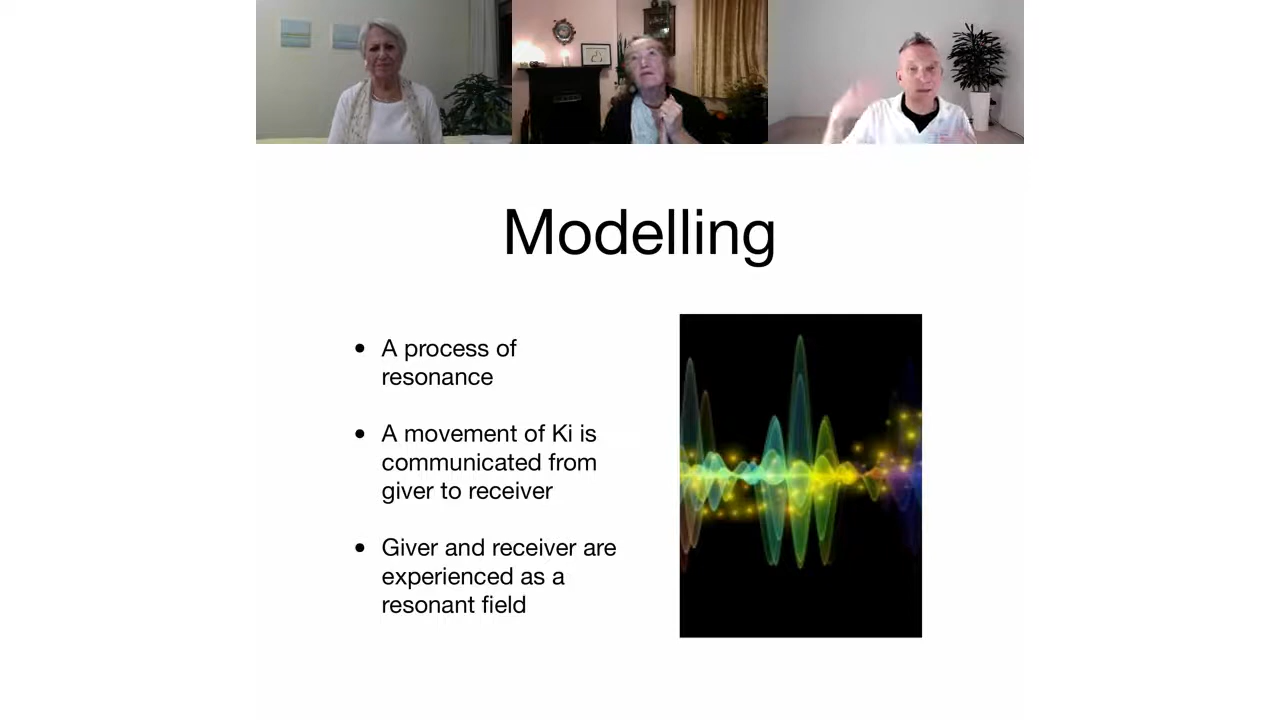 Modelling
• A process of
resonance
• A movement of Ki is
communicated from
giver to receiver
• Giver and receiver are
experienced as a
resonant field